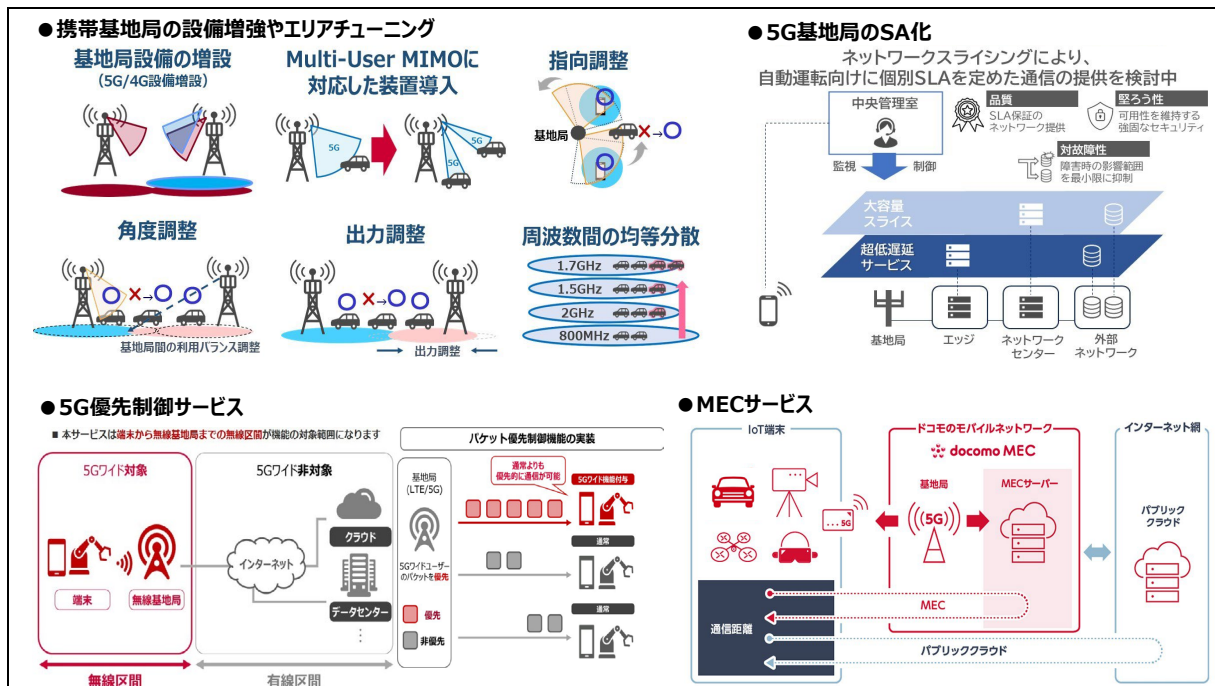 ●携帯基地局の設備増強やエリアチューニング
基地局設備の増設
(5G/4G設備増設)
Multi-User MIMOに
対応した装置導入
5G
5G
5G
指向調整
基地局
×→○
角度調整
○ ×→○ ○
基地局間の利用バランス調整
出力調整
○ ×→○ ○
出力調整
周波数間の均等分散
1.7GHz
1.5GHz
2GHz
800MHz
●5G基地局のSA化
ネットワークスライシングにより、
自動運転向けに個別SLAを定めた通信の提供を検討中
中央管理室
監視 制御
品質
SLA保証の
ネットワーク提供
堅ろう性
可用性を維持する
強固なセキュリティ
対故障性
障害時の影響範囲
を最小限に抑制
大容量
スライス
超低遅延
サービス
基地局
エッジ
ネットワーク
センター
外部
ネットワーク
●5G優先制御サービス
■ 本サービスは端末から無線基地局までの無線区間が機能の対象範囲になります
5Gワイド対象
端末
無線基地局
無線区間
5Gワイド非対象
インターネット
クラウド
データセンター
⋮
有線区間
パケット優先制御機能の実装
基地局
(LTE/5G)
5Gワイドユーザー
のパケットを優先
優先
非優先
通常よりも
優先的に通信が可能
5Gワイド機能付与
通常
通常
●MECサービス
IoT端末
...5G
通信距離
ドコモのモバイルネットワーク
docomo MEC
基地局
5G
MECサーバー
MEC
インターネット網
パブリック
クラウド
パブリッククラウド